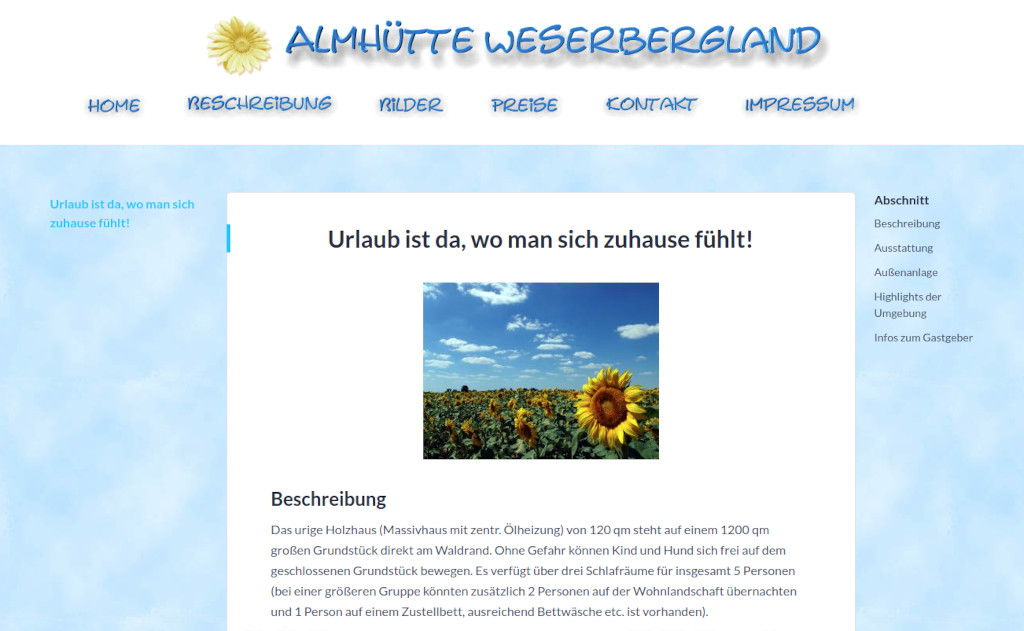 ALMHÜTTE WESERBERGLAND
HOME BESCHREIBUNG BILDER PREISE KONTAKT IMPRESSUM
Urlaub ist da, wo man sich
zuhause fühlt!
Urlaub ist da, wo man sich zuhause fühlt!
Beschreibung
Das urige Holzhaus (Massivhaus mit zentr. Ölheizung) von 120 qm steht auf einem 1200 qm
großen Grundstück direkt am Waldrand. Ohne Gefahr können Kind und Hund sich frei auf dem
geschlossenen Grundstück bewegen. Es verfügt über drei Schlafräume für insgesamt 5 Personen
(bei einer größeren Gruppe könnten zusätzlich 2 Personen auf der Wohnlandschaft übernachten
und 1 Person auf einem Zustellbett, ausreichend Bettwäsche etc. ist vorhanden).
Abschnitt
Beschreibung
Ausstattung
Außenanlage
Highlights der
Umgebung
Infos zum Gastgeber